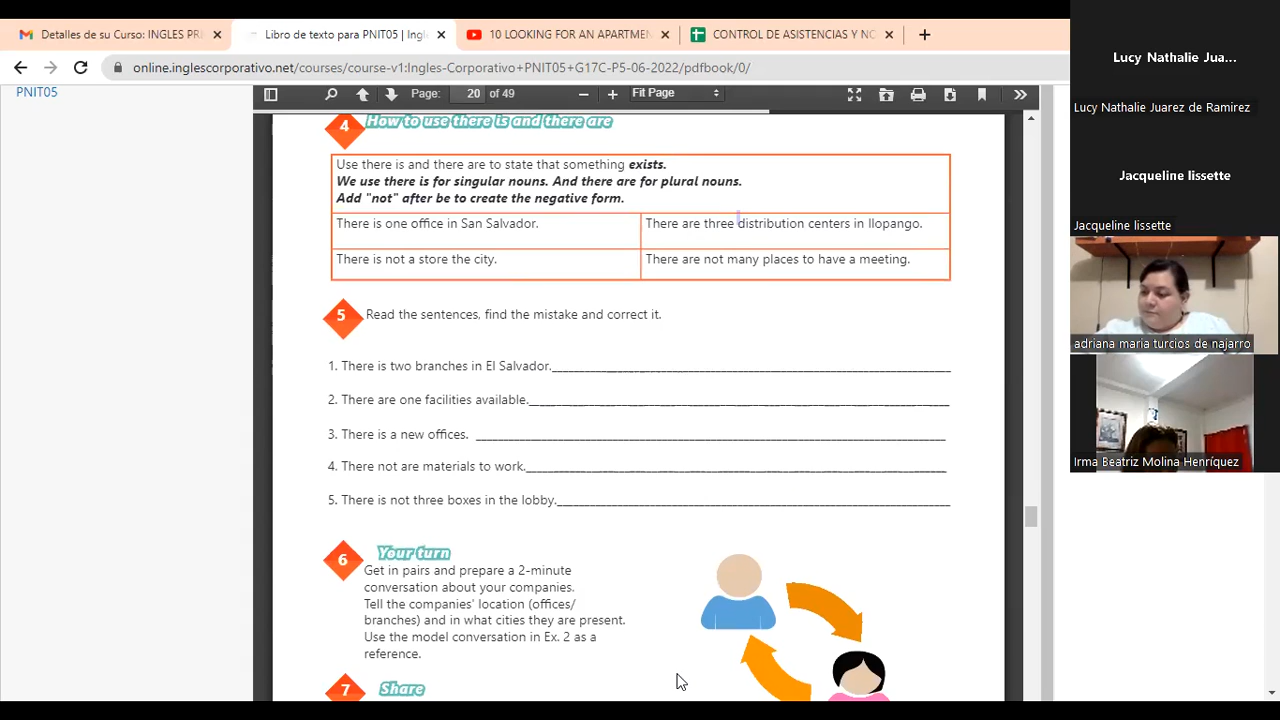 Detalles de su Curso: INGLES PRI
Libro de texto para PNIT05 | Ingl
10 LOOKING FOR AN APARTMEN
CONTROL DE ASISTENCIAS Y NO
online.inglescorporativo.net/courses/course-v1:Ingles-Corporativo+PNIT05+G17C-P5-06-2022/pdfbook/0/
PNIT05
Page: 20 of 49
Fit Page
4 How to use there is and there are
Use there is and there are to state that something exists.
We use there is for singular nouns. And there are for plural nouns.
Add "not" after be to create the negative form.
There is one office in San Salvador.
There are three distribution centers in Ilopango.
There is not a store the city.
There are not many places to have a meeting.
5 Read the sentences, find the mistake and correct it.
1. There is two branches in El Salvador.
2. There are one facilities available.
3. There is a new offices.
4. There not are materials to work.
5. There is not three boxes in the lobby.
6 Your turn
Get in pairs and prepare a 2-minute
conversation about your companies.
Tell the companies' location (offices/
branches) and in what cities they are present.
Use the model conversation in Ex. 2 as a
reference.
7 Share
Lucy Nathalie Jua...
Lucy Nathalie Juarez de Ramirez
Jacqueline lissette
Jacqueline lissette
adriana maria turcios de najarro
Irma Beatriz Molina Henríquez